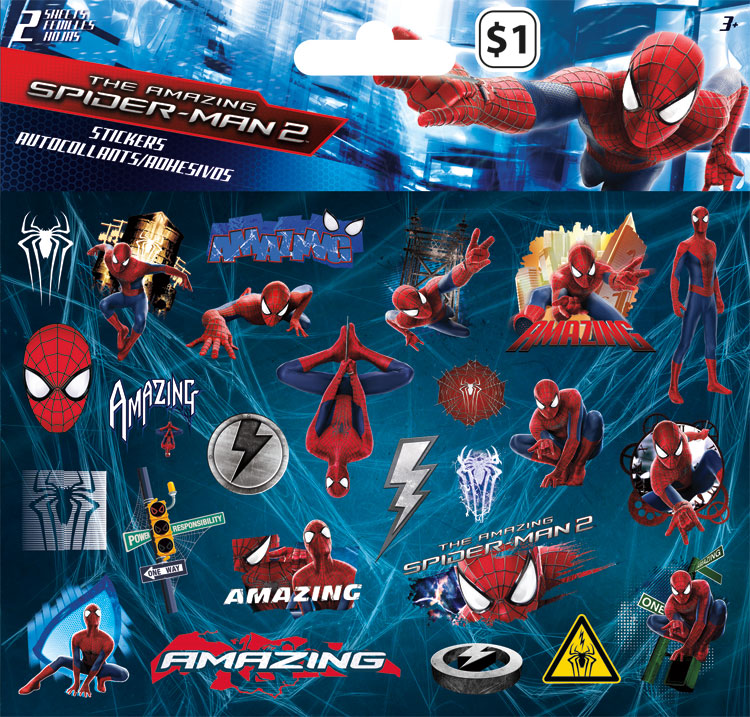 2 SHEETS
FEUILLES
HOJAS
$1
3+
THE AMAZING
SPIDER-MAN 2
STICKERS
AUTOCOLLANTS/ADHESIVOS
AMAZING
AMAZING
AMAZING
POWER
RESPONSIBILITY
ONE WAY
AMAZING
THE AMAZING
SPIDER-MAN 2
AMAZING
ONE
AMAZING